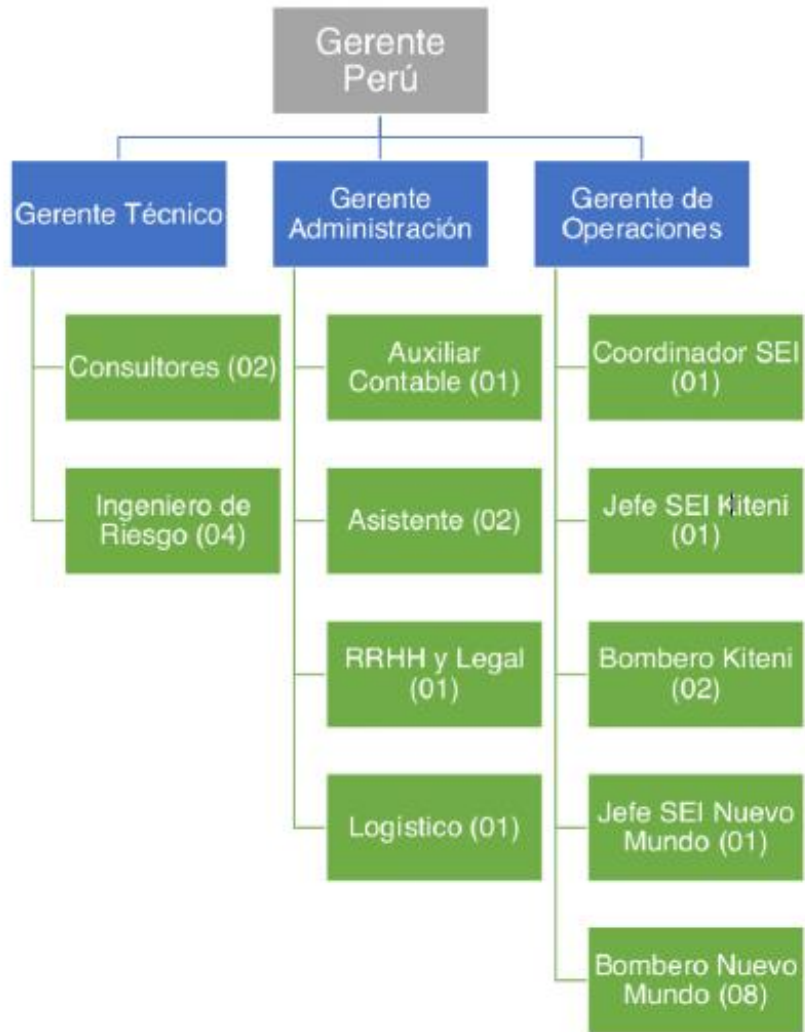 Gerente
Perú
Gerente Técnico
Gerente
Administración
Gerente de
Operaciones
Consultores (02)
Ingeniero de
Riesgo (04)
Auxiliar
Contable (01)
Asistente (02)
RRHH y Legal
(01)
Logístico (01)
Coordinador SEI
(01)
Jefe SEI Kiteni
(01)
Bombero Kiteni
(02)
Jefe SEI Nuevo
Mundo (01)
Bombero Nuevo
Mundo (08)